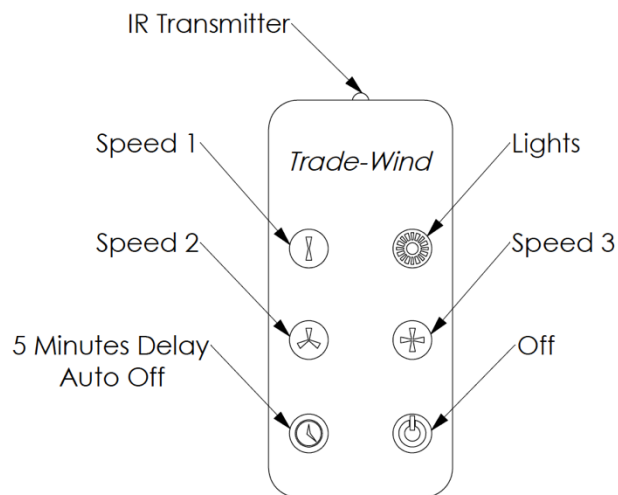 IR Transmitter
Speed 1
Trade-Wind
Lights
Speed 2
Speed 3
5 Minutes Delay
Auto Off
Off